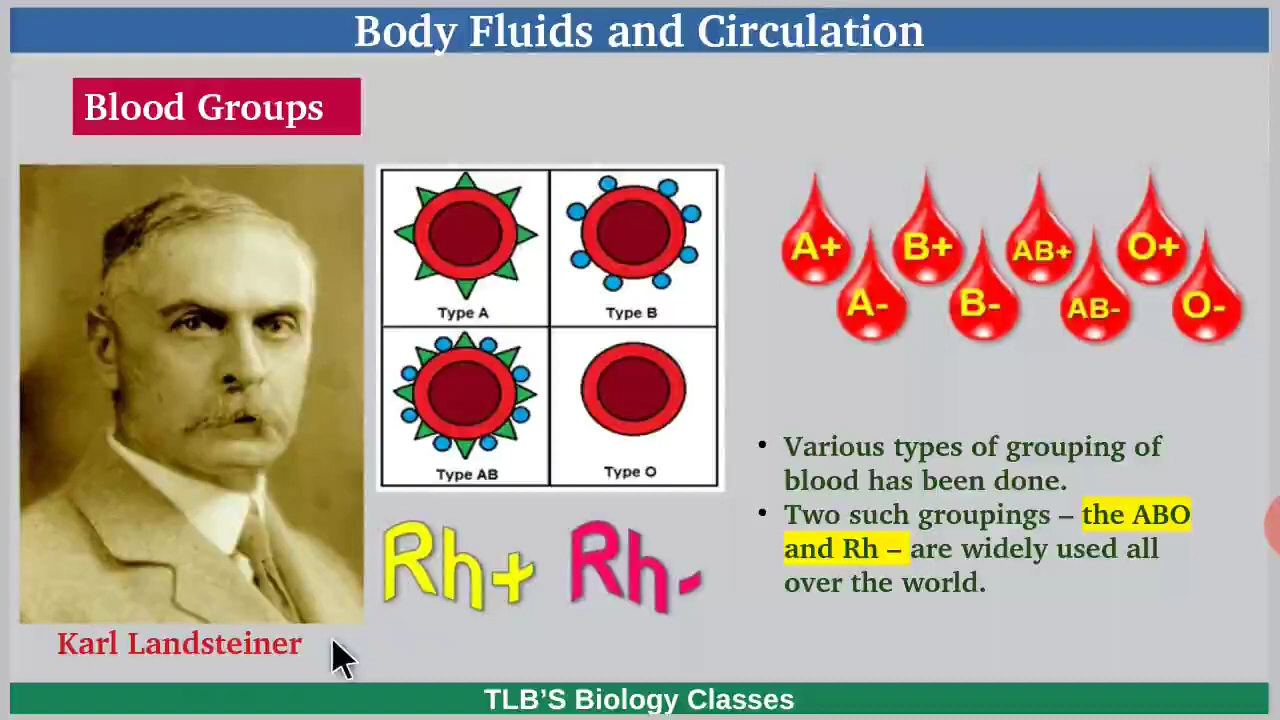 Body Fluids and Circulation
Blood Groups
Type A
Type B
Type AB
Type O
A+
B+
AB+
O+
A-
B-
AB-
O-
• Various types of grouping of
blood has been done.
• Two such groupings – the ABO
and Rh – are widely used all
over the world.
Rh+
Rh-
Karl Landsteiner
TLB’S Biology Classes